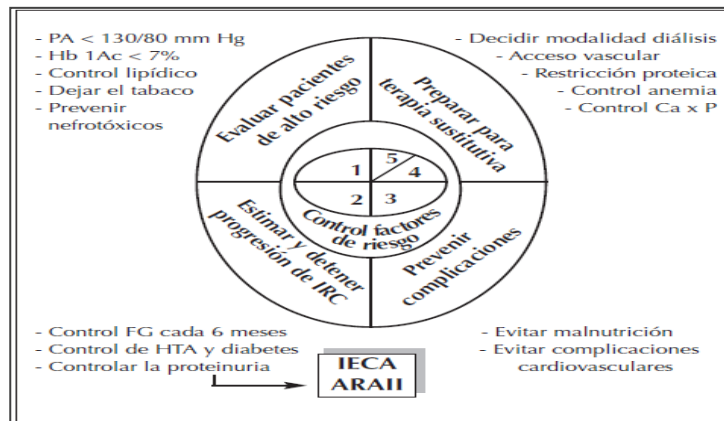 - PA < 130/80 mm Hg
- Hb 1Ac < 7%
- Control lipídico
- Dejar el tabaco
- Prevenir
nefrotóxicos
- Decidir modalidad diálisis
- Acceso vascular
- Restricción proteica
- Control anemia
- Control Ca x P
Evaluar pacientes
de alto riesgo
Preparar para
terapia sustitutiva
1
5
4
2
3
Control factores
de riesgo
Estimar y detener
progresión de IRC
Prevenir
complicaciones
- Control FG cada 6 meses
- Control de HTA y diabetes
- Controlar la proteinuria
IECA
ARAII
- Evitar malnutrición
- Evitar complicaciones
cardiovasculares